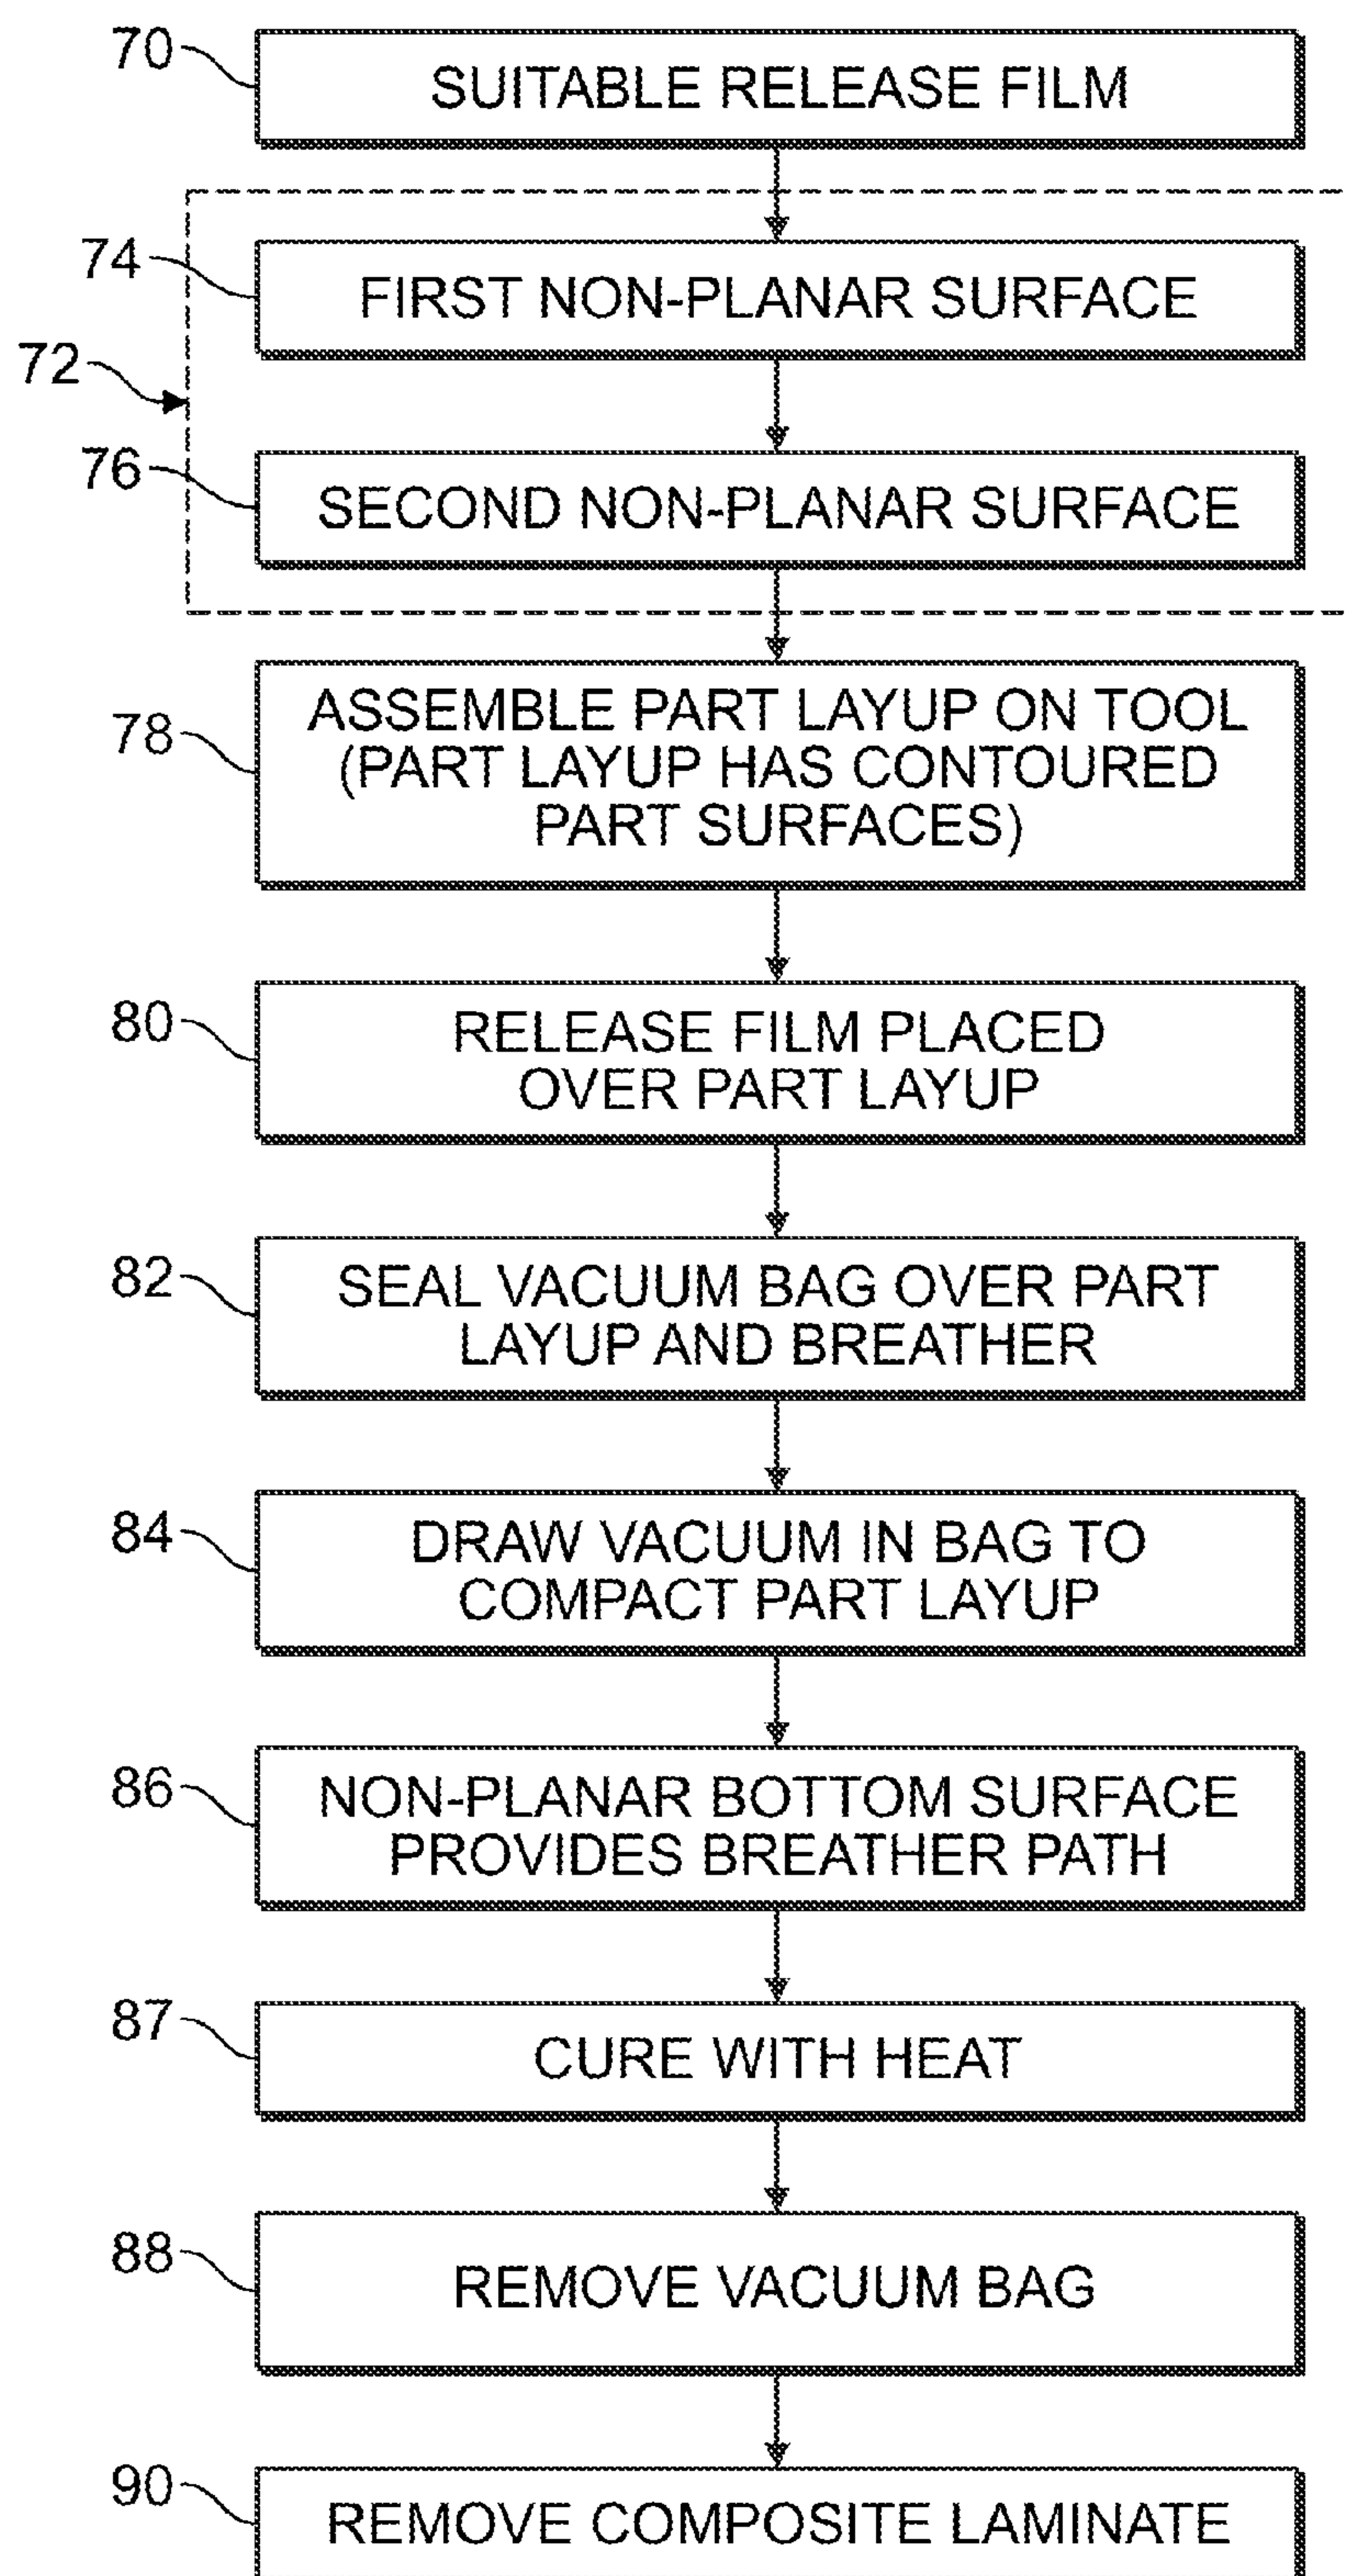 70
SUITABLE RELEASE FILM
74
FIRST NON-PLANAR SURFACE
72
76
SECOND NON-PLANAR SURFACE
78
ASSEMBLE PART LAYUP ON TOOL
(PART LAYUP HAS CONTOURED
PART SURFACES)
80
RELEASE FILM PLACED
OVER PART LAYUP
82
SEAL VACUUM BAG OVER PART
LAYUP AND BREATHER
84
DRAW VACUUM IN BAG TO
COMPACT PART LAYUP
86
NON-PLANAR BOTTOM SURFACE
PROVIDES BREATHER PATH
87
CURE WITH HEAT
88
REMOVE VACUUM BAG
90
REMOVE COMPOSITE LAMINATE